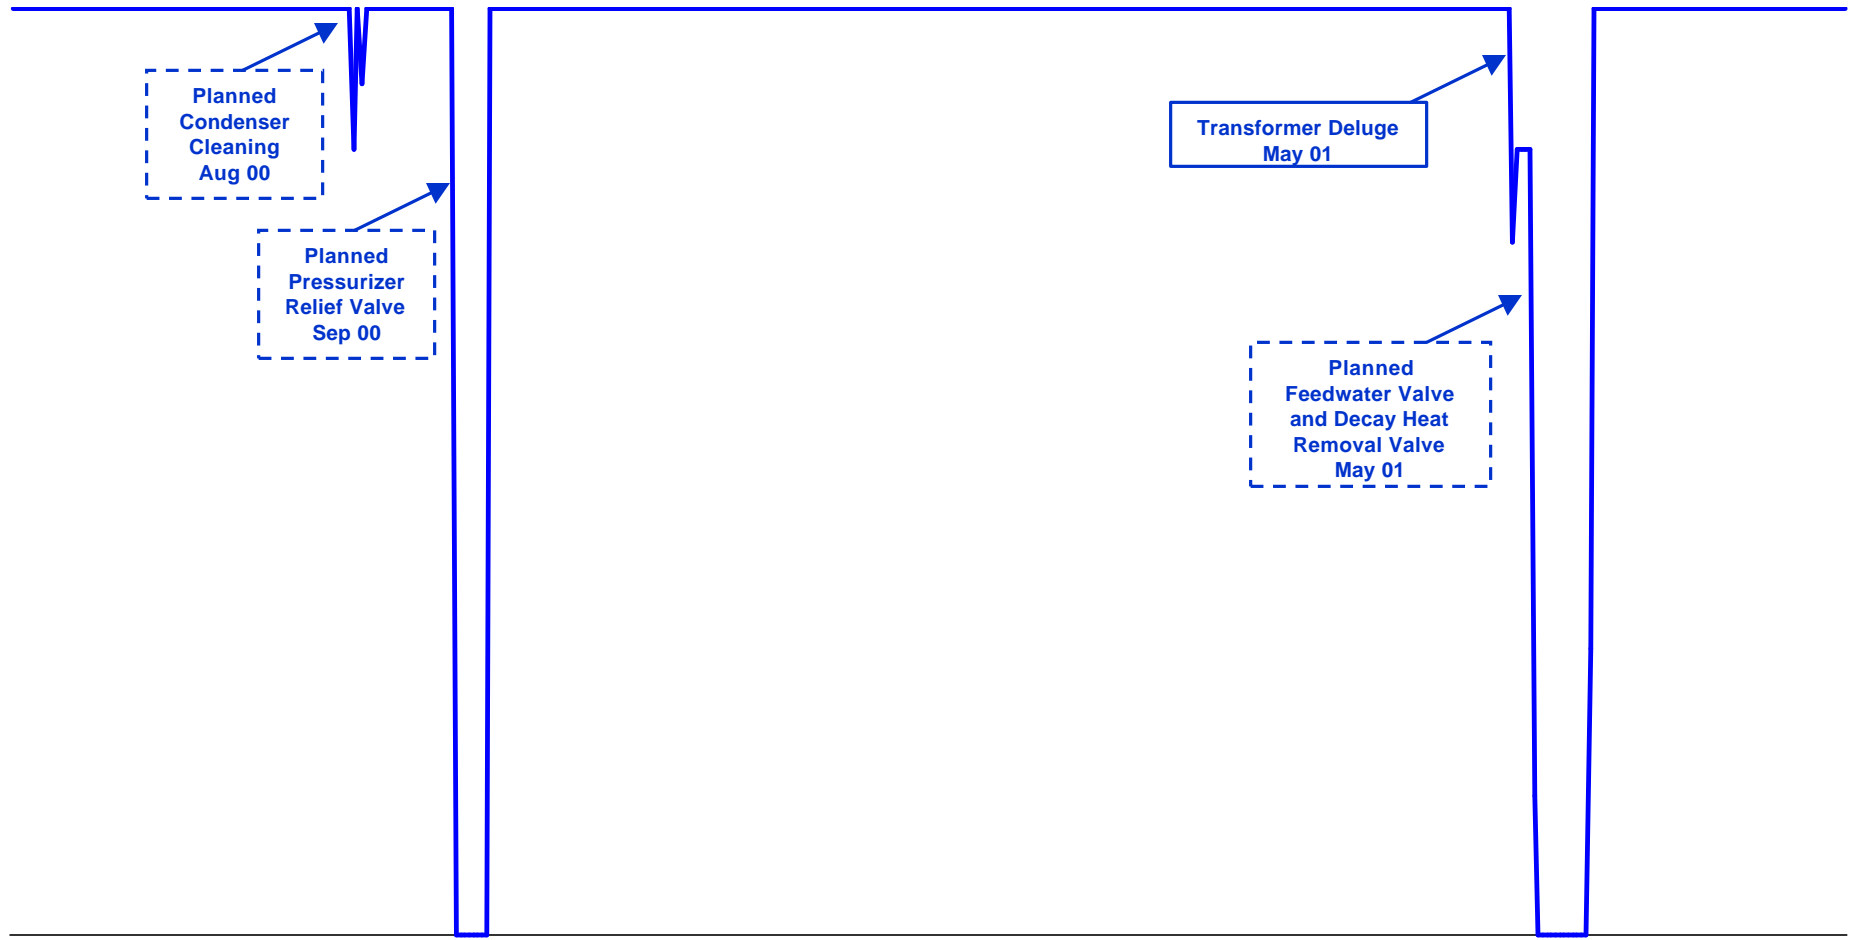 Planned
Condenser
Cleaning
Aug 00
Planned
Pressurizer
Relief Valve
Sep 00
Transformer Deluge
May 01
Planned
Feedwater Valve
and Decay Heat
Removal Valve
May 01